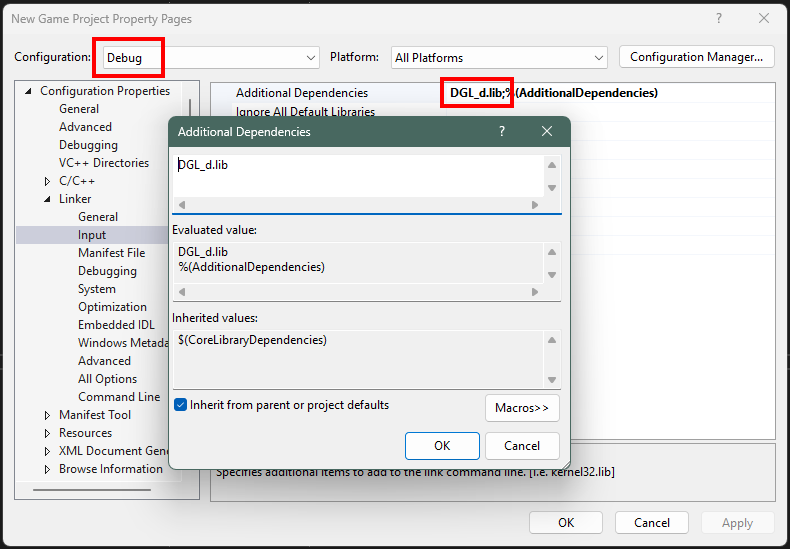 New Game Project Property Pages
?
Configuration: Debug
Platform: All Platforms
Configuration Manager...
Configuration Properties
General
Advanced
Debugging
VC++ Directories
C/C++
Linker
General
Input
Manifest File
Debugging
System
Optimization
Embedded IDL
Windows Metada
Advanced
All Options
Command Line
Manifest Tool
Resources
XML Document Gene
Browse Information
Additional Dependencies DGL_d.lib;%(AdditionalDependencies)
Ignore All Default Libraries
Additional Dependencies
?
DGL_d.lib
Evaluated value:
DGL_d.lib
%(AdditionalDependencies)
Inherited values:
$(CoreLibraryDependencies)
Inherit from parent or project defaults
Macros>>
OK Cancel
Specifies additional items to add to the link command line. [i.e. kernel32.lib]
OK Cancel Apply